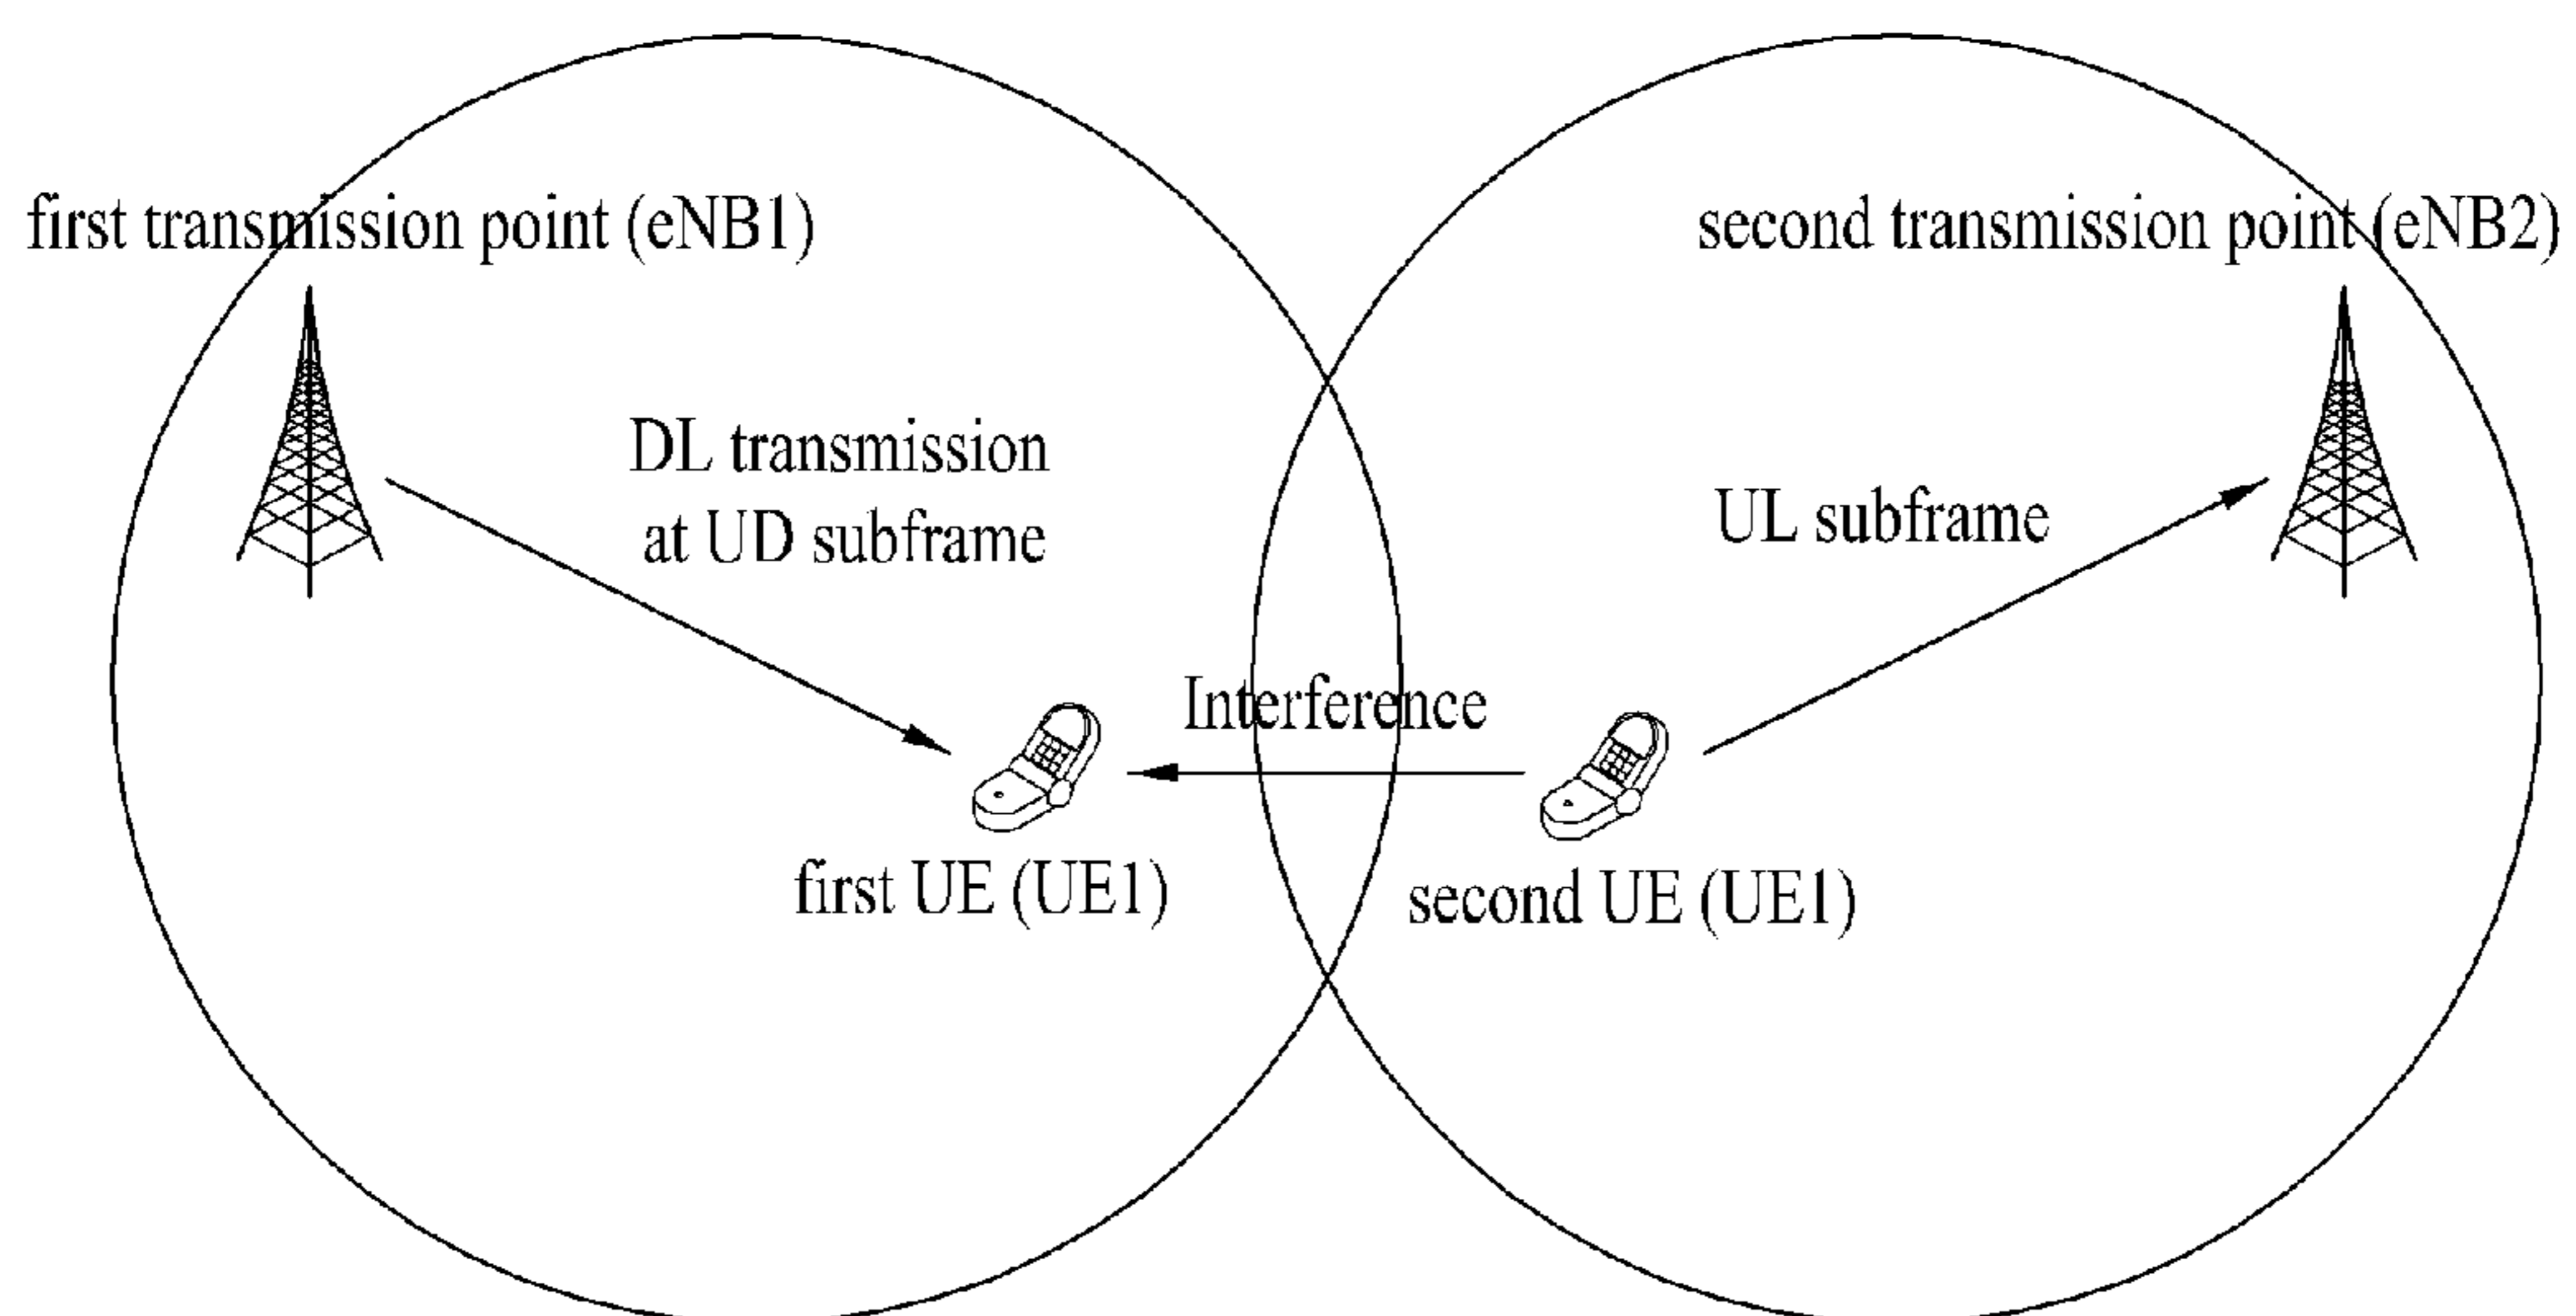 first transmission point (eNB1)
second transmission point (eNB2)
DL transmission
at UD subframe
UL subframe
Interference
first UE (UE1)
second UE (UE1)